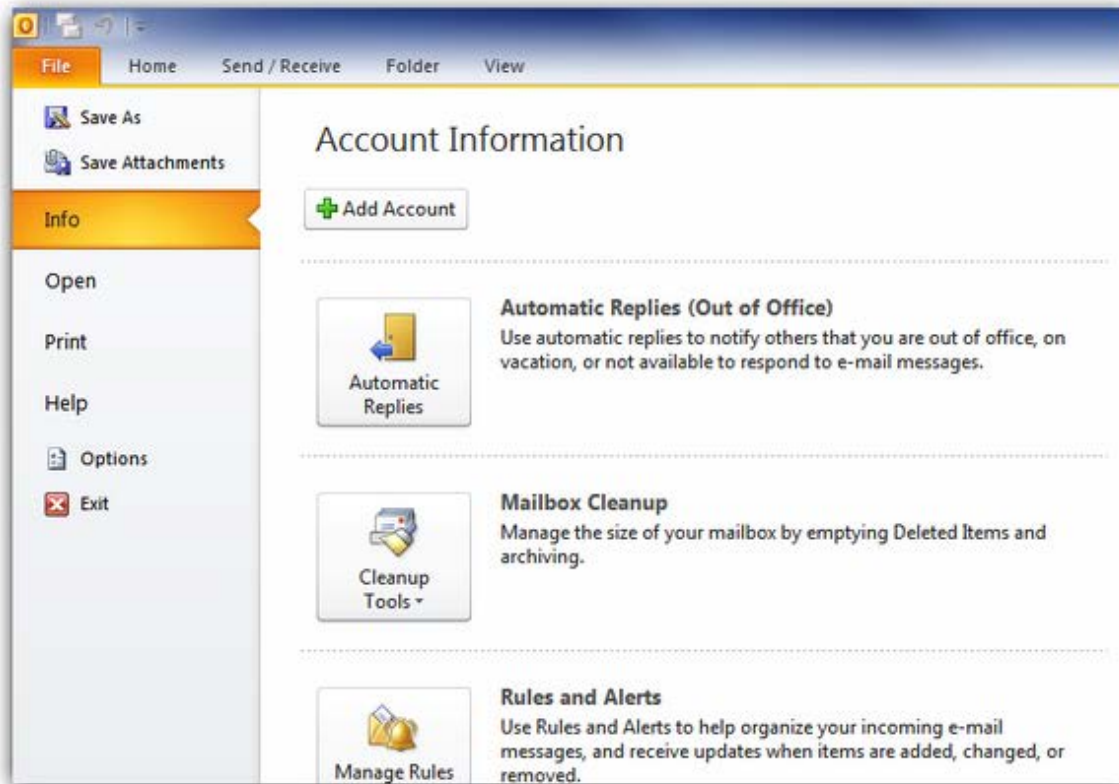 File Home Send / Receive Folder View
Save As
Save Attachments
Info
Open
Print
Help
Options
Exit
Account Information
Add Account
Automatic
Replies
Automatic Replies (Out of Office)
Use automatic replies to notify others that you are out of office, on
vacation, or not available to respond to e-mail messages.
Cleanup
Tools
Mailbox Cleanup
Manage the size of your mailbox by emptying Deleted Items and
archiving.
Manage Rules
Rules and Alerts
Use Rules and Alerts to help organize your incoming e-mail
messages, and receive updates when items are added, changed, or
removed.